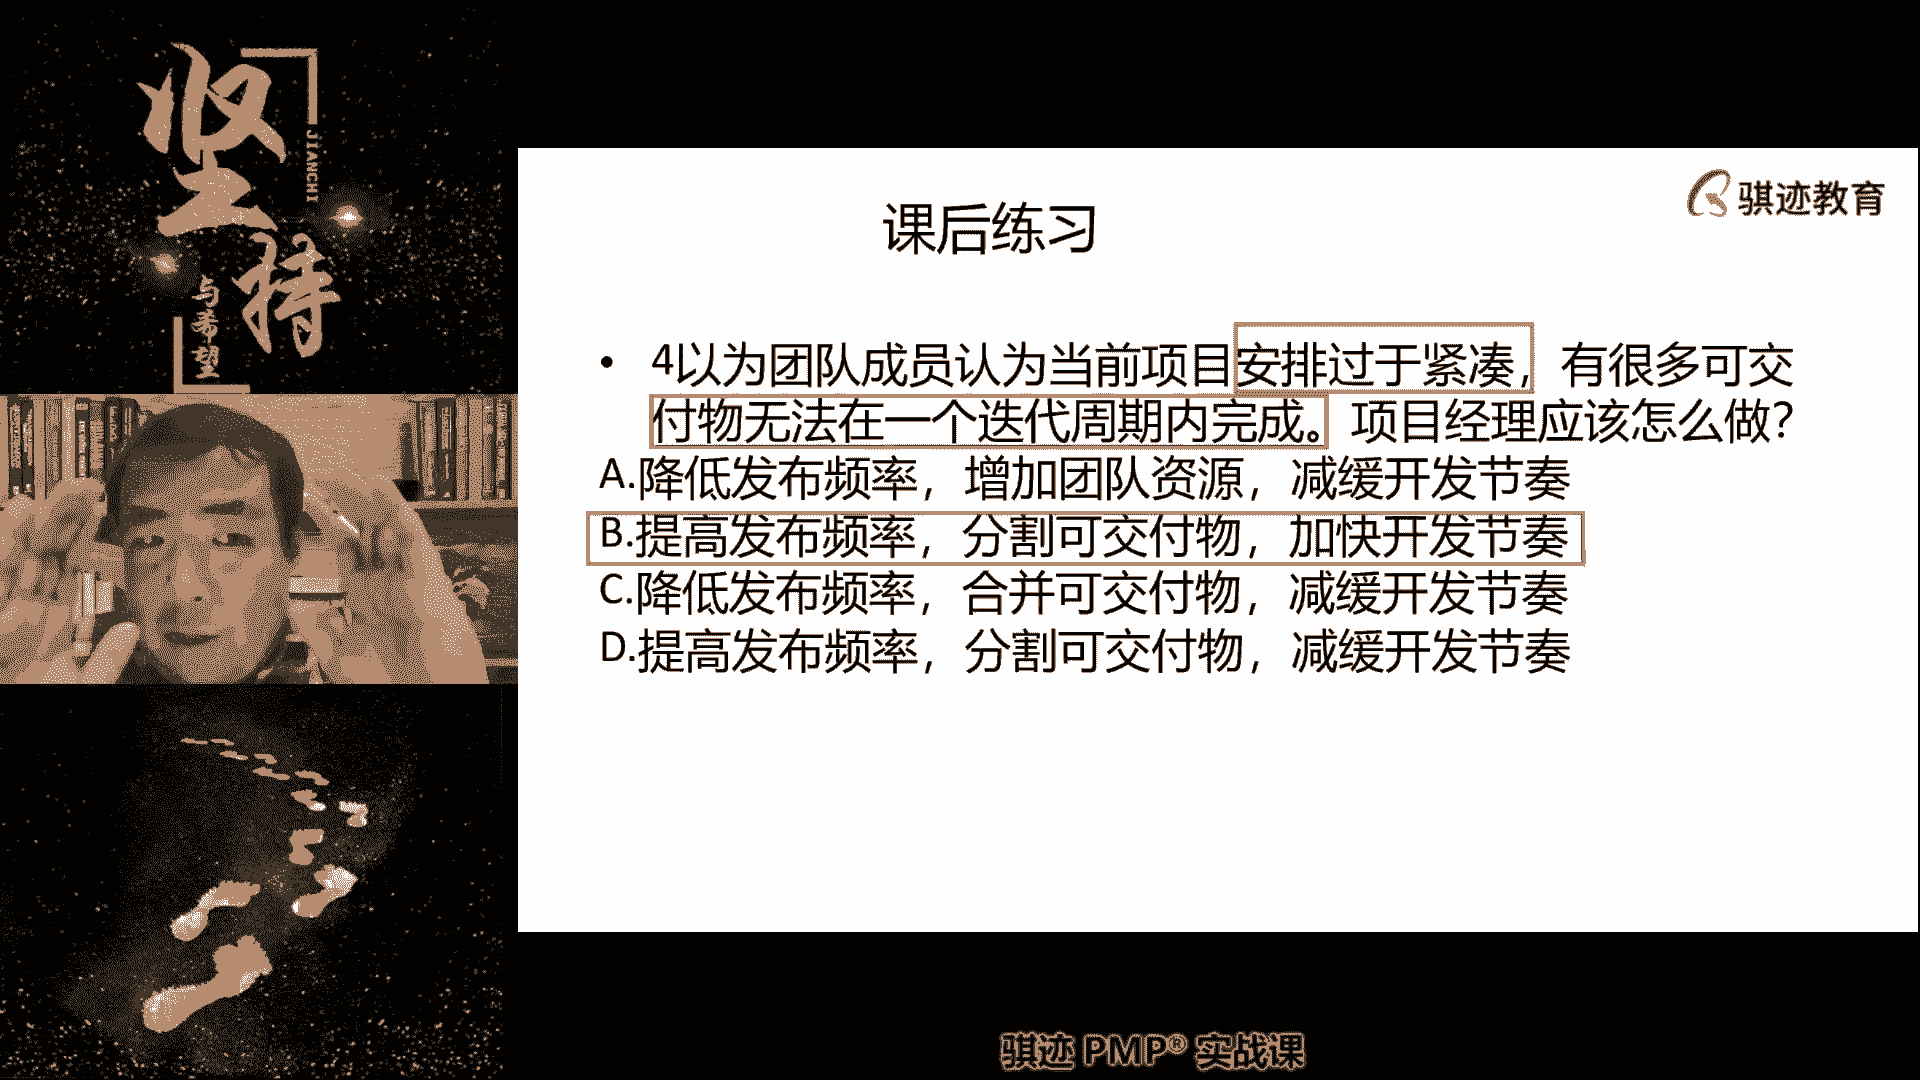 坚持
JIANCHI
与希望
骐迹教育
课后练习
• 4以为团队成员认为当前项目安排过于紧凑，有很多可交
付物无法在一个迭代周期内完成。项目经理应该怎么做?
A.降低发布频率，增加团队资源，减缓开发节奏
B.提高发布频率，分割可交付物，加快开发节奏
C.降低发布频率，合并可交付物，减缓开发节奏
D.提高发布频率，分割可交付物，减缓开发节奏
骐迹 PMP® 实战课